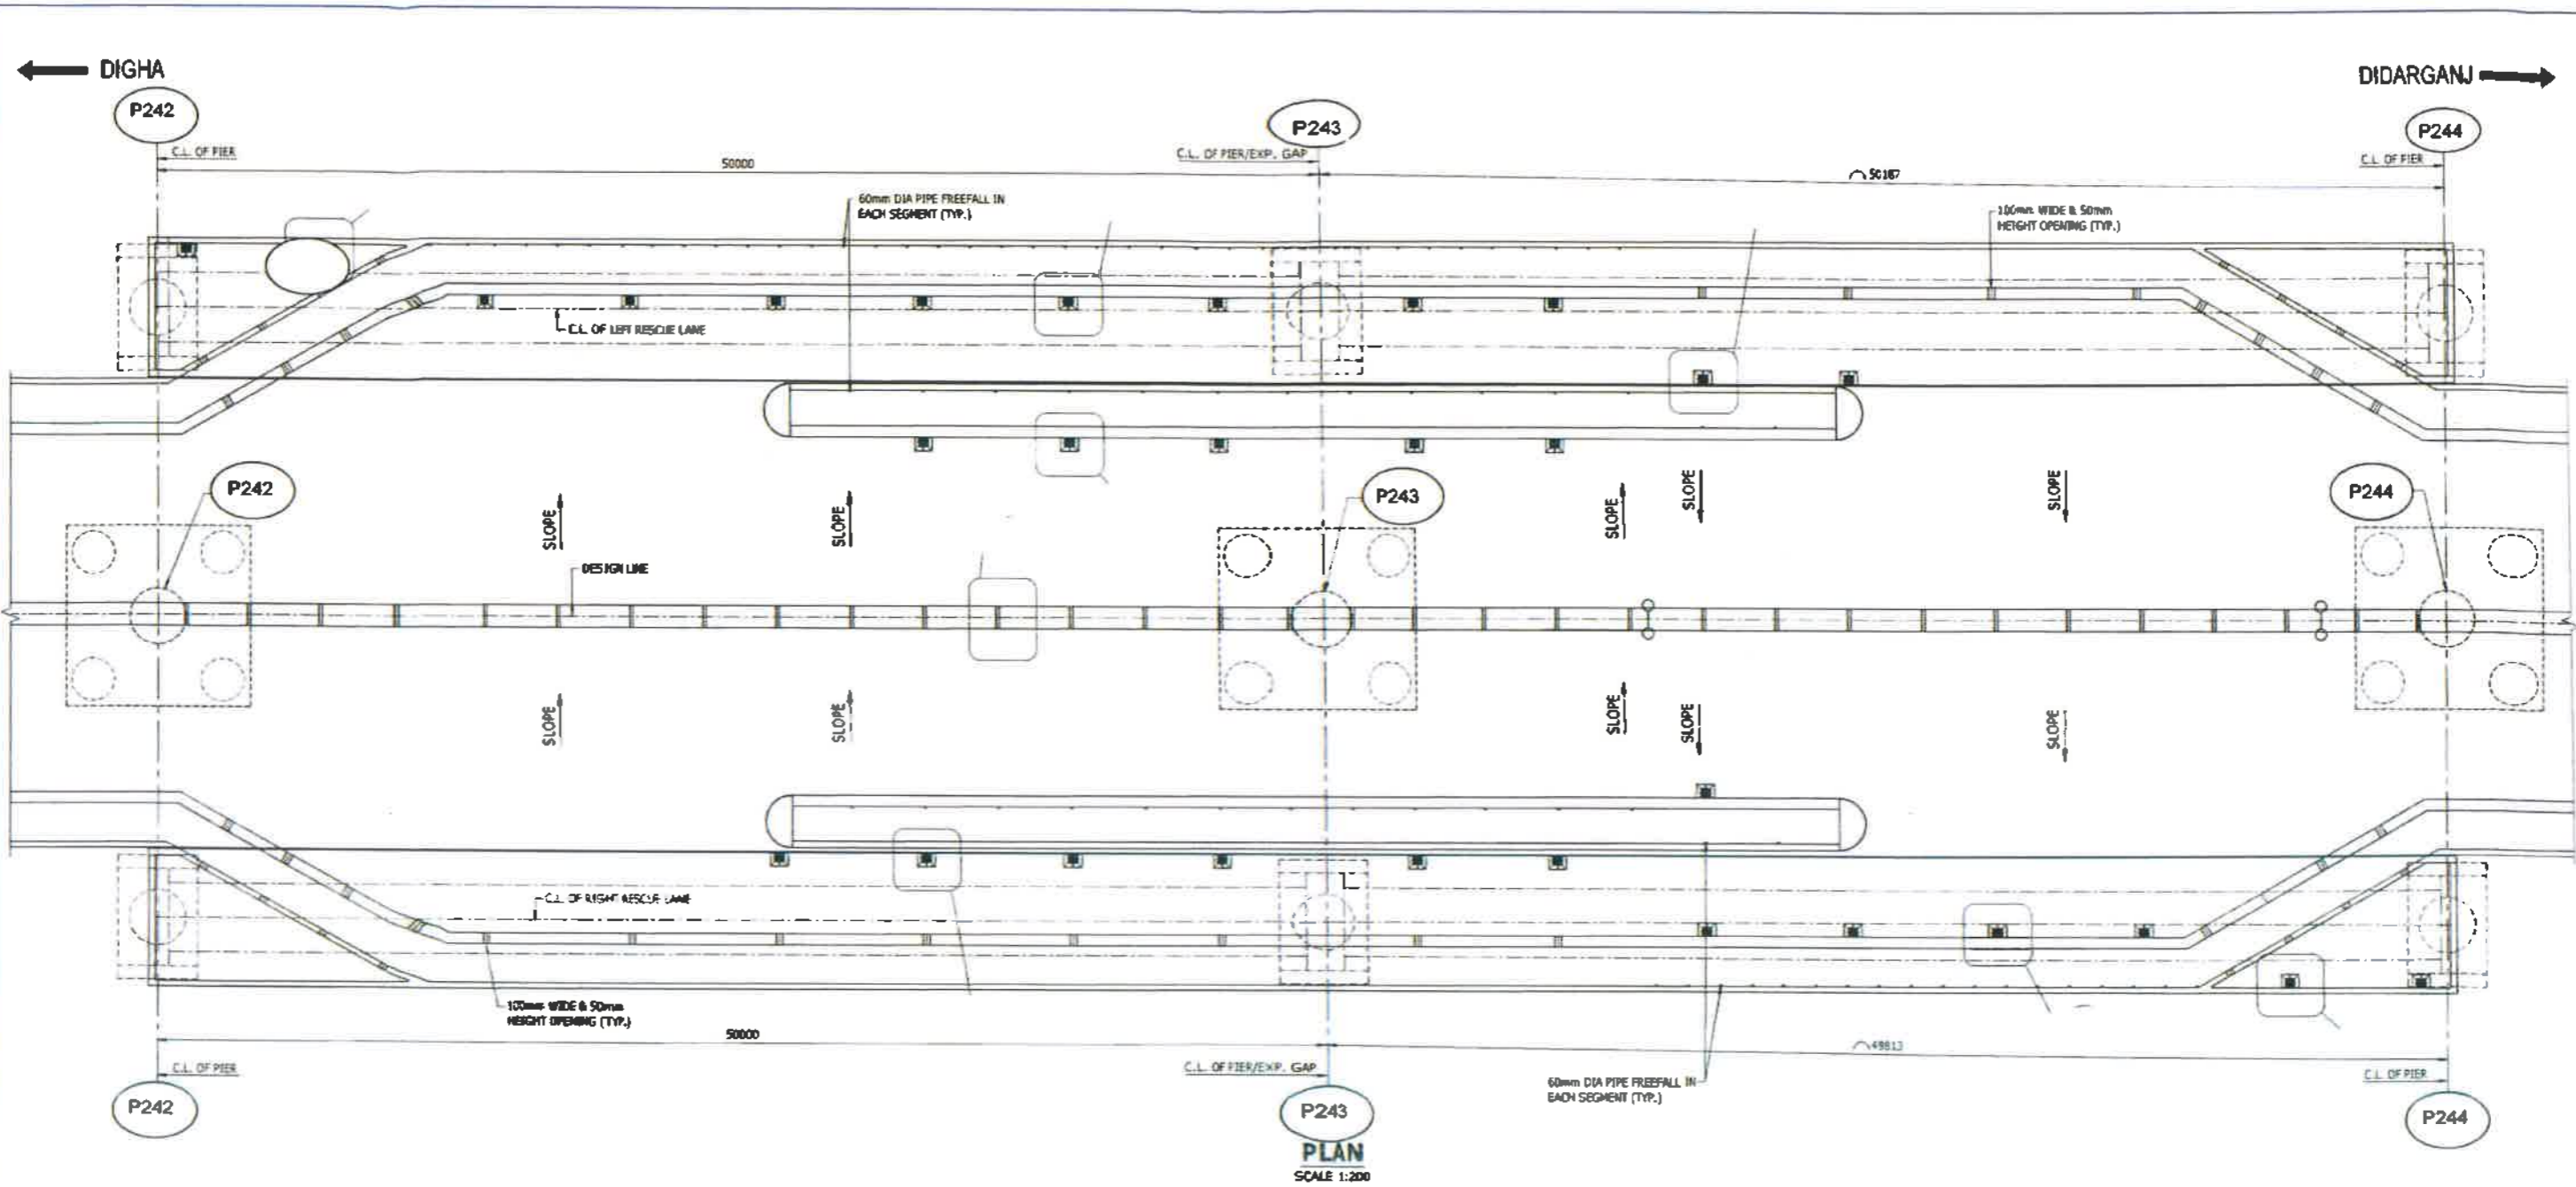 DIGHA
DIDARGANJ
P242
P243
P244
C.L. OF PIER
50000
C.L. OF PIER/EXP. GAP
50187
C.L. OF PIER
60mm DIA PIPE FREEFALL IN
EACH SEGMENT (TYP.)
100mm WIDE & 50mm
HEIGHT OPENING (TYP.)
C.L. OF LEFT RESCUE LANE
P242
P243
P244
SLOPE
SLOPE
SLOPE
SLOPE
SLOPE
DESIGN LINE
SLOPE
SLOPE
SLOPE
SLOPE
SLOPE
C.L. OF RIGHT RESCUE LANE
100mm WIDE & 50mm
HEIGHT OPENING (TYP.)
50000
49813
C.L. OF PIER
C.L. OF PIER/EXP. GAP
60mm DIA PIPE FREEFALL IN
EACH SEGMENT (TYP.)
C.L. OF PIER
P242
P243
P244
PLAN
SCALE 1:200